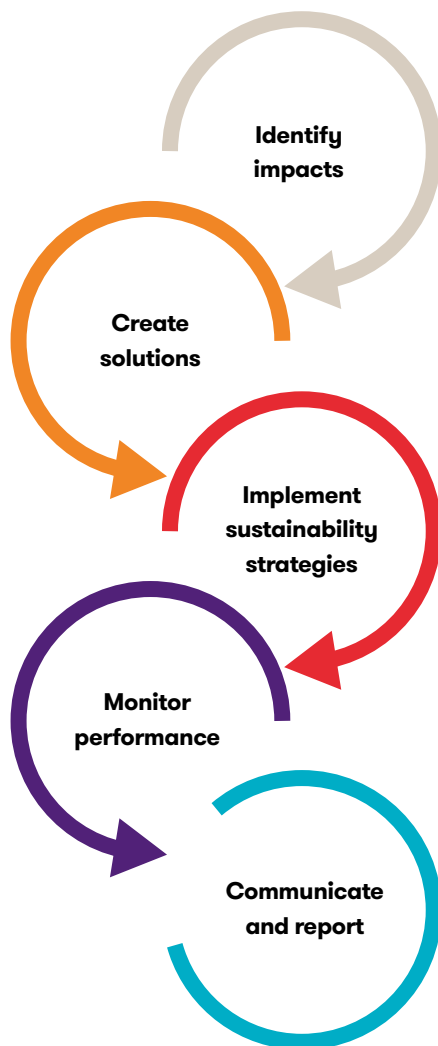 Identify
impacts
Create
solutions
Implement
sustainability
strategies
Monitor
performance
Communicate
and report